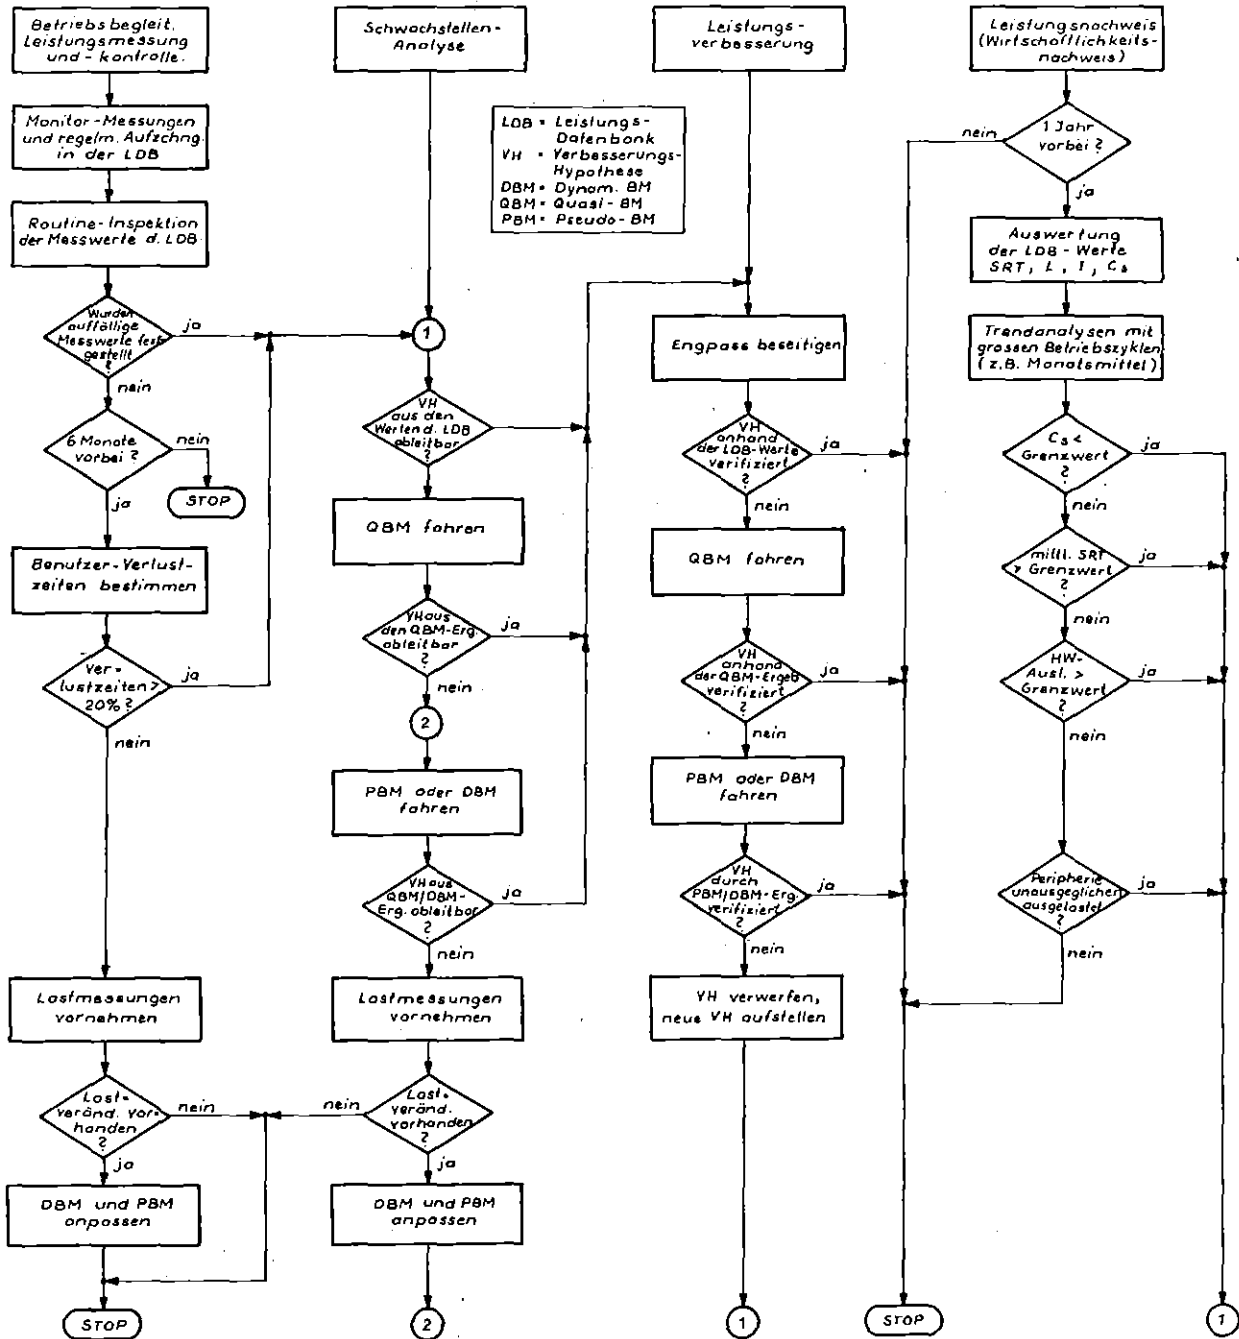 Betriebsbegleit.
Leistungsmessung
und - kontrolle.
Monitor-Messungen
und regelm. Aufzchng.
in der LDB
Routine-Inspektion
der Messwerte d. LDB
Wurden
auffällige
Messwerte fest
gestellt
?
ja
nein
6 Monate
vorbei ?
nein
STOP
ja
Benutzer-Verlust-
zeiten bestimmen
Ver=
lustzeiten >
20% ?
ja
nein
Lastmessungen
vornehmen
Last=
veränd. vor=
handen
?
nein
ja
DBM und PBM
anpassen
STOP
Schwachstellen-
Analyse
LDB = Leistungs-
Datenbank
VH = Verbesserungs-
Hypothese
DBM = Dynam. BM
QBM = Quasi-BM
PBM = Pseudo-BM
1
VH
aus den
Werten d. LDB
ableitbar
?
ja
QBM fahren
VH aus
den QBM-Erg.
ableitbar
?
ja
nein
2
PBM oder DBM
fahren
VH aus
QBM/DBM-
Erg. ableitbar
?
ja
nein
Lastmessungen
vornehmen
Last=
veränd.
vorhanden
?
nein
ja
DBM und PBM
anpassen
2
Leistungs-
verbesserung
Engpass beseitigen
VH
anhand
der LDB-Werte
verifiziert
?
ja
nein
QBM fahren
VH
anhand
der QBM-Ergeb
verifiziert
?
ja
nein
PBM oder DBM
fahren
VH
durch
PBM/DBM-Erg.
verifiziert
?
ja
nein
VH verwerfen,
neue VH aufstellen
1
Leistungsnachweis
(Wirtschaftlichkeits-
nachweis)
1 Jahr
vorbei ?
nein
ja
Auswertung
der LDB-Werte
SRT, L, I, Cs
Trendanalysen mit
grossen Betriebszyklen
(z.B. Monatsmittel)
Cs <
Grenzwert
?
ja
nein
mittl. SRT
> Grenzwert
?
ja
nein
HW-
Ausl. >
Grenzwert
?
ja
nein
Peripherie
unausgeglichen
ausgelastet
?
ja
nein
STOP
1